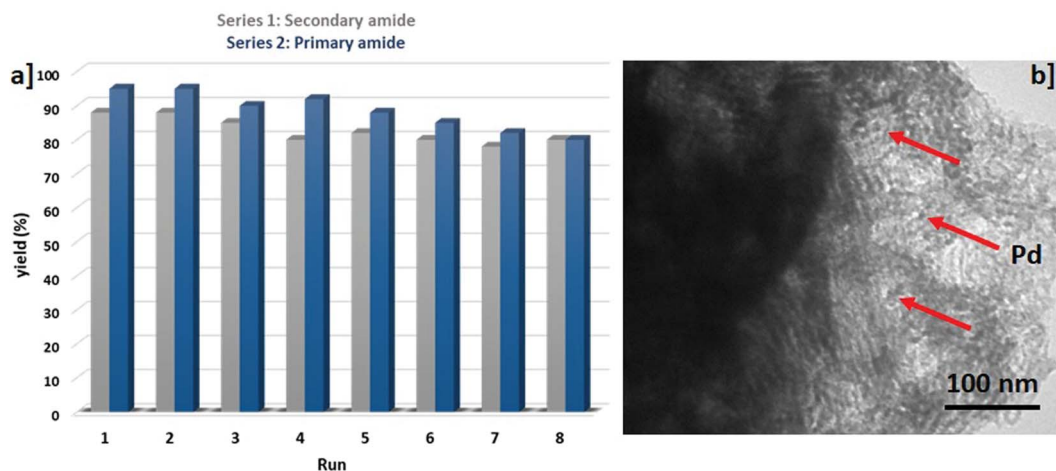 Series 1: Secondary amide
Series 2: Primary amide
a]
100
90
80
70
60
50
40
30
20
10
0
yield (%)
1 2 3 4 5 6 7 8
Run
b]
Pd
100 nm